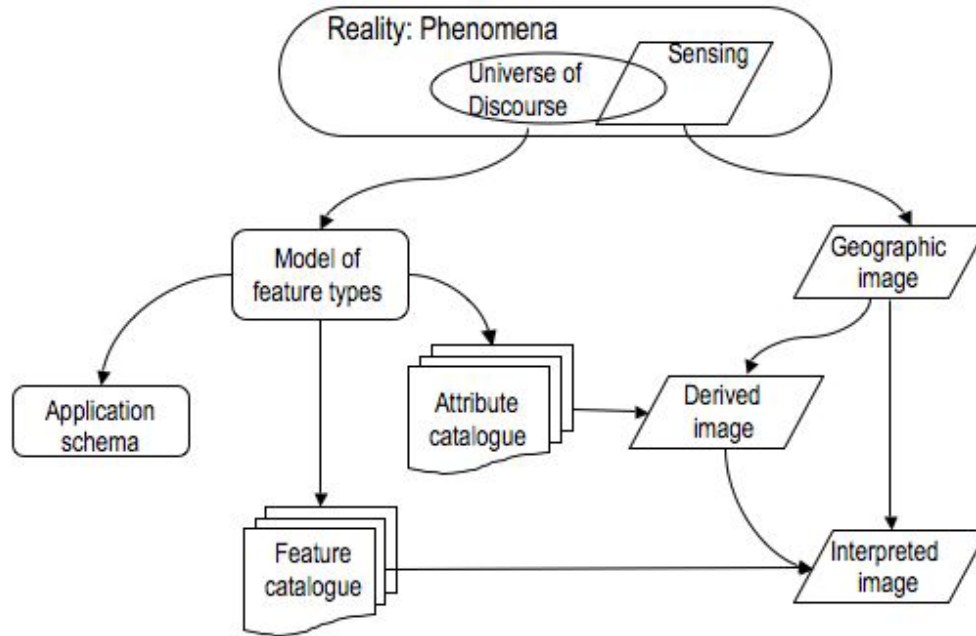 Reality: Phenomena
Sensing
Universe of
Discourse
Model of
feature types
Geographic
image
Application
schema
Attribute
catalogue
Derived
image
Feature
catalogue
Interpreted
image